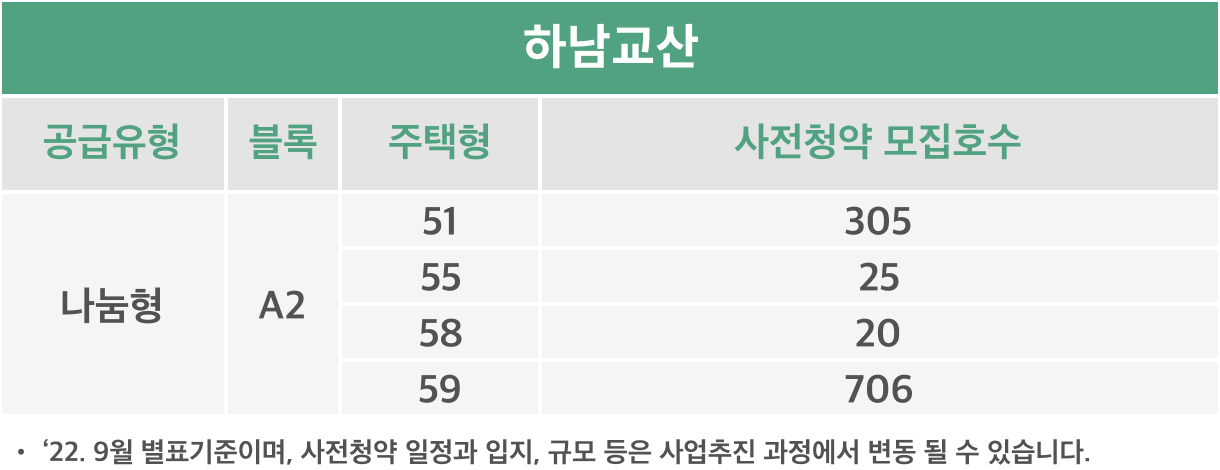 하남교산
공급유형 블록 주택형 사전청약 모집호수
나눔형 A2
51 305
55 25
58 20
59 706
• ‘22. 9월 별표기준이며, 사전청약 일정과 입지, 규모 등은 사업추진 과정에서 변동 될 수 있습니다.